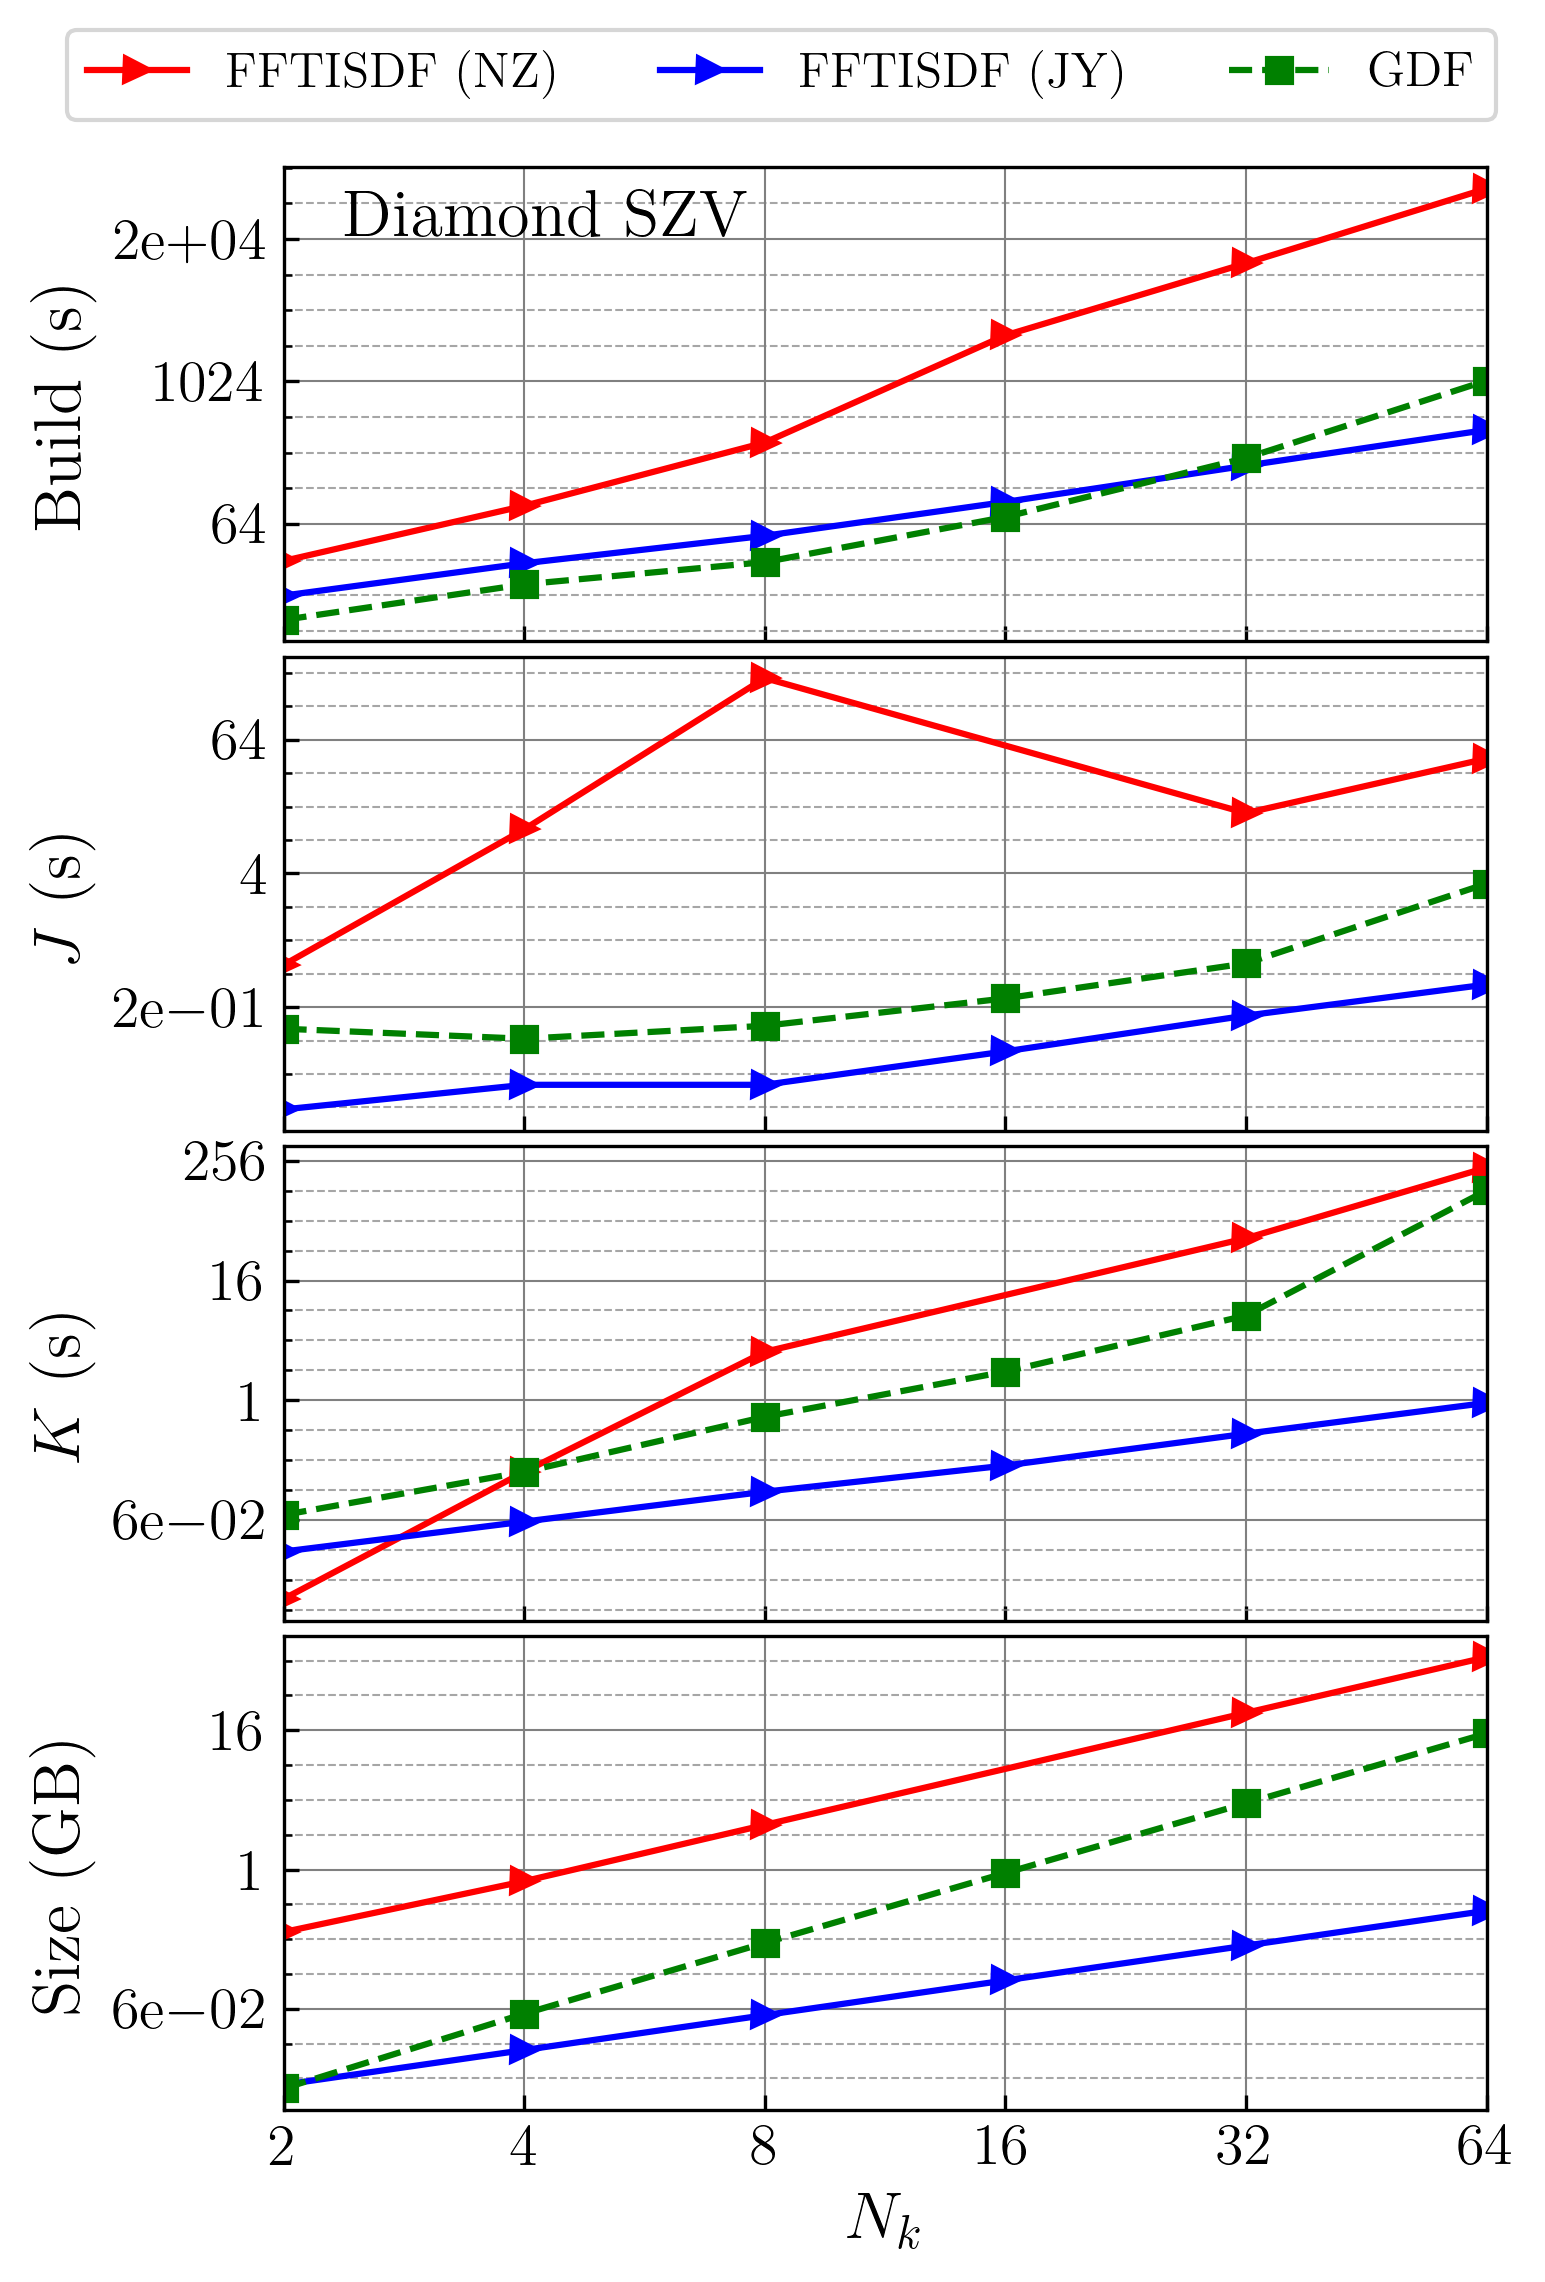 FFTISDF (NZ) FFTISDF (JY) GDF
Diamond SZV
Build (s)
2e+04
1024
64
J (s)
64
4
2e−01
K (s)
256
16
1
6e−02
Size (GB)
16
1
6e−02
2 4 8 16 32 64
N_k